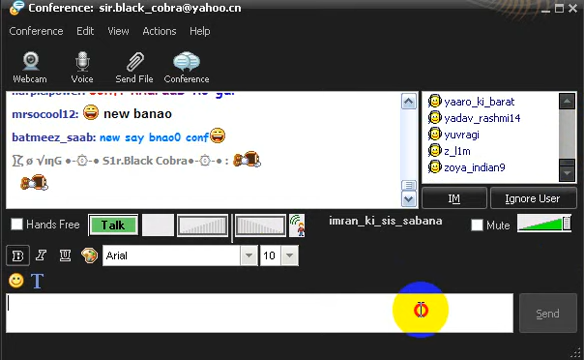 Conference: sir.black_cobra@yahoo.cn
Conference Edit View Actions Help
Webcam Voice Send File Conference
mrsocool12: new banao
batmeez_saab: new say bnao0 conf
S1r.Black Cobra
yaaro_ki_barat
yadav_rashmi14
yuvragi
z_l1m
zoya_indian9
IM Ignore User
Hands Free Talk imran_ki_sis_sabana Mute
B I U Arial 10
T
Send